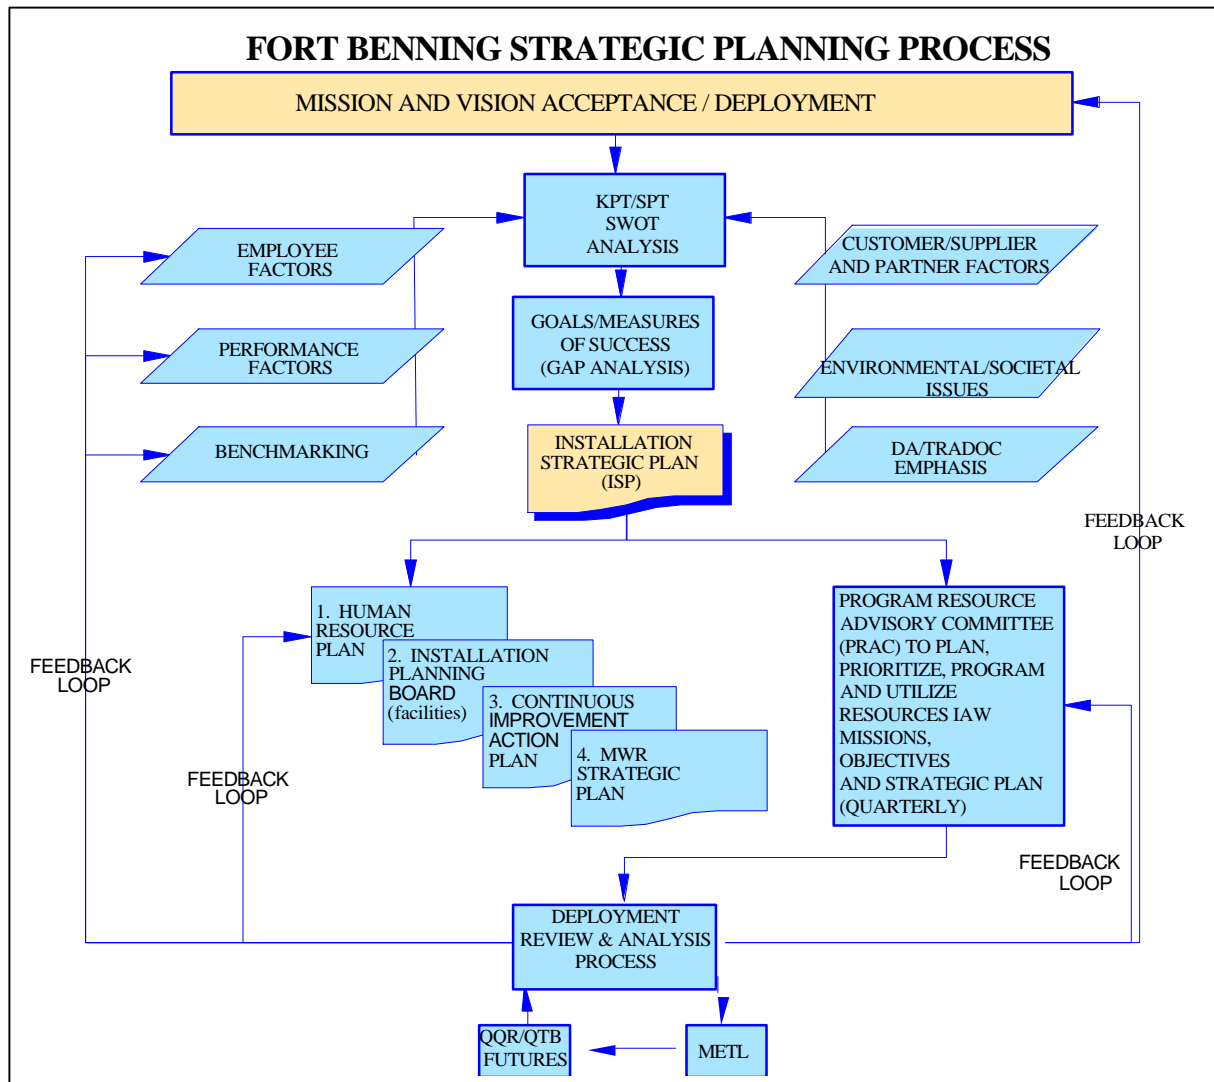 FORT BENNING STRATEGIC PLANNING PROCESS
MISSION AND VISION ACCEPTANCE / DEPLOYMENT
KPT/SPT
SWOT
ANALYSIS
EMPLOYEE
FACTORS
CUSTOMER/SUPPLIER
AND PARTNER FACTORS
GOALS/MEASURES
OF SUCCESS
(GAP ANALYSIS)
PERFORMANCE
FACTORS
ENVIRONMENTAL/SOCIETAL
ISSUES
BENCHMARKING
INSTALLATION
STRATEGIC PLAN
(ISP)
DA/TRADOC
EMPHASIS
FEEDBACK
LOOP
1. HUMAN
RESOURCE
PLAN
2. INSTALLATION
PLANNING
BOARD
(facilities)
3. CONTINUOUS
IMPROVEMENT
ACTION
PLAN
4. MWR
STRATEGIC
PLAN
PROGRAM RESOURCE
ADVISORY COMMITTEE
(PRAC) TO PLAN,
PRIORITIZE, PROGRAM
AND UTILIZE
RESOURCES IAW
MISSIONS,
OBJECTIVES
AND STRATEGIC PLAN
(QUARTERLY)
FEEDBACK
LOOP
FEEDBACK
LOOP
FEEDBACK
LOOP
DEPLOYMENT
REVIEW & ANALYSIS
PROCESS
QQR/QTB
FUTURES
METL